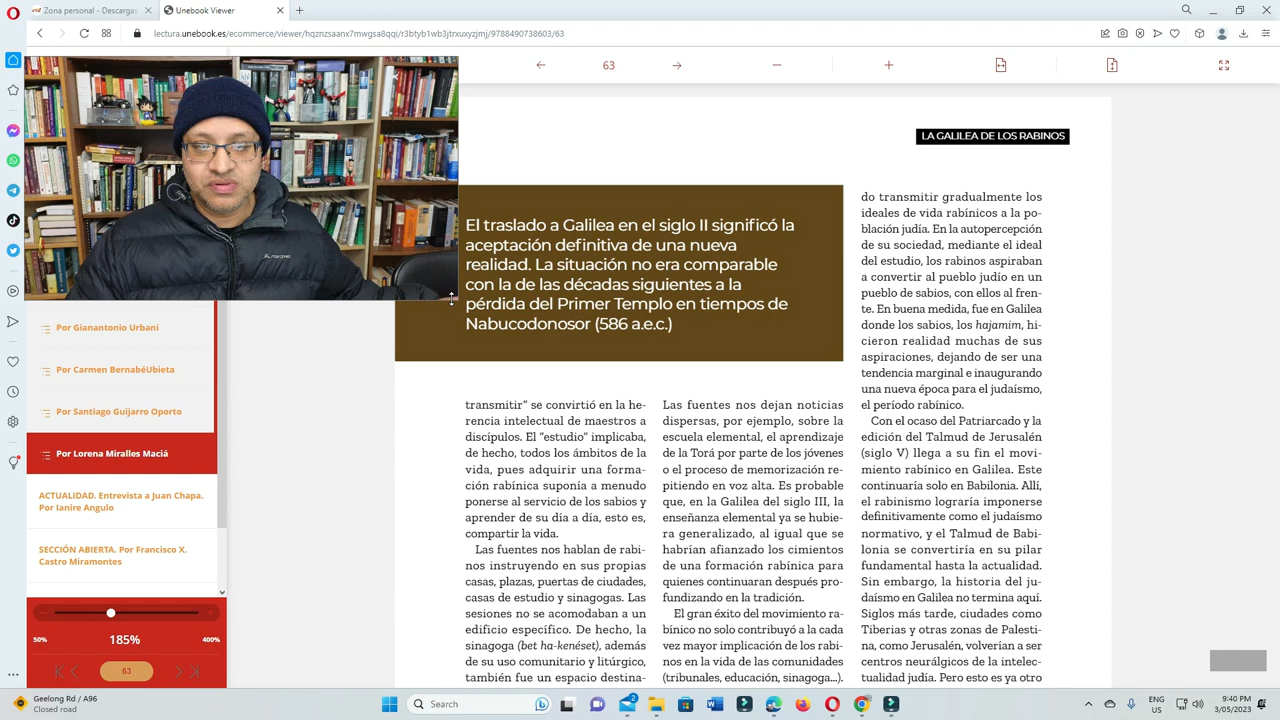 Zona personal - Descargas
Unebook Viewer
lectura.unebook.es/ecommerce/viewer/hqznzsaanx7mwgsa8qqi/r3btyb1wb3jtrxuxyzjmj/9788490738603/63
63
LA GALILEA DE LOS RABINOS
El traslado a Galilea en el siglo II significó la
aceptación definitiva de una nueva
realidad. La situación no era comparable
con la de las décadas siguientes a la
pérdida del Primer Templo en tiempos de
Nabucodonosor (586 a.e.c.)
transmitir" se convirtió en la he-
rencia intelectual de maestros a
discípulos. El "estudio" implicaba,
de hecho, todos los ámbitos de la
vida, pues adquirir una forma-
ción rabínica suponía a menudo
ponerse al servicio de los sabios y
aprender de su día a día, esto es,
compartir la vida.
Las fuentes nos hablan de rabi-
nos instruyendo en sus propias
casas, plazas, puertas de ciudades,
casas de estudio y sinagogas. Las
sesiones no se acomodaban a un
edificio específico. De hecho, la
sinagoga (bet ha-kenéset), además
de su uso comunitario y litúrgico,
también fue un espacio destina-
Las fuentes nos dejan noticias
dispersas, por ejemplo, sobre la
escuela elemental, el aprendizaje
de la Torá por parte de los jóvenes
o el proceso de memorización re-
pitiendo en voz alta. Es probable
que, en la Galilea del siglo III, la
enseñanza elemental ya se hubie-
ra generalizado, al igual que se
habrían afianzado los cimientos
de una formación rabínica para
quienes continuaran después pro-
fundizando en la tradición.
El gran éxito del movimiento ra-
bínico no solo contribuyó a la cada
vez mayor implicación de los rabi-
nos en la vida de las comunidades
(tribunales, educación, sinagoga...).
do transmitir gradualmente los
ideales de vida rabínicos a la po-
blación judía. En la autopercepción
de su sociedad, mediante el ideal
del estudio, los rabinos aspiraban
a convertir al pueblo judío en un
pueblo de sabios, con ellos al fren-
te. En buena medida, fue en Galilea
donde los sabios, los hajamim, hi-
cieron realidad muchas de sus
aspiraciones, dejando de ser una
tendencia marginal e inaugurando
una nueva época para el judaísmo,
el período rabínico.
Con el ocaso del Patriarcado y la
edición del Talmud de Jerusalén
(siglo V) llega a su fin el movi-
miento rabínico en Galilea. Este
continuaría solo en Babilonia. Allí,
el rabinismo lograría imponerse
definitivamente como el judaísmo
normativo, y el Talmud de Babi-
lonia se convertiría en su pilar
fundamental hasta la actualidad.
Sin embargo, la historia del ju-
daísmo en Galilea no termina aquí.
Siglos más tarde, ciudades como
Tiberias y otras zonas de Palesti-
na, como Jerusalén, volverían a ser
centros neurálgicos de la intelec-
tualidad judía. Pero esto es ya otro
Por Gianantonio Urbani
Por Carmen BernabéUbieta
Por Santiago Guijarro Oporto
Por Lorena Miralles Maciá
ACTUALIDAD. Entrevista a Juan Chapa.
Por Ianire Angulo
SECCIÓN ABIERTA. Por Francisco X.
Castro Miramontes
50%
185%
400%
63
Geelong Rd / A96
Closed road
Search
2
ENG
YE
9:40 PM
3/05/2023